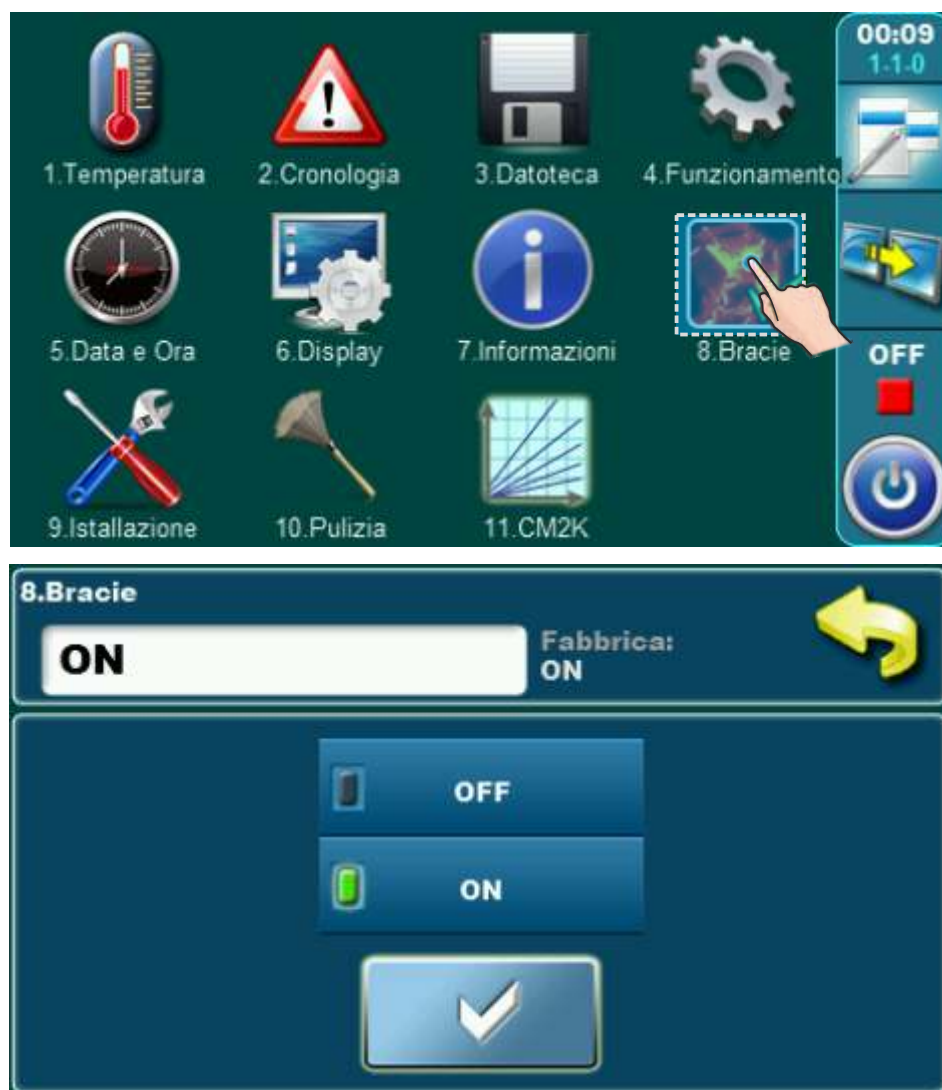 00:09
1-1-0
1.Temperatura
2.Cronologia
3.Datoteca
4.Funzionamento
5.Data e Ora
6.Display
7.Informazioni
8.Bracie
OFF
9.Istallazione
10.Pulizia
11.CM2K
8.Bracie
ON
Fabbrica:
ON
OFF
ON